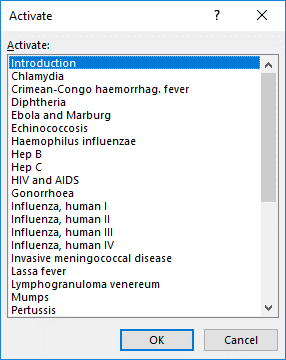 Activate
Activate:
Introduction
Chlamydia
Crimean-Congo haemorrhag. fever
Diphtheria
Ebola and Marburg
Echinococcosis
Haemophilus influenzae
Hep B
Hep C
HIV and AIDS
Gonorrhoea
Influenza, human I
Influenza, human II
Influenza, human III
Influenza, human IV
Invasive meningococcal disease
Lassa fever
Lymphogranuloma venereum
Mumps
Pertussis
OK
Cancel